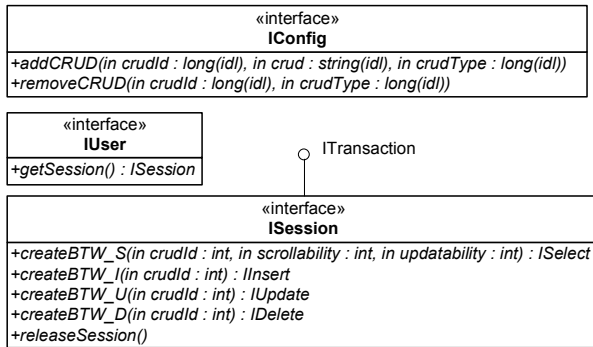 «interface»
IConfig
+addCRUD(in crudId : long(idl), in crud : string(idl), in crudType : long(idl))
+removeCRUD(in crudId : long(idl), in crudType : long(idl))
«interface»
IUser
+getSession() : ISession
ITransaction
«interface»
ISession
+createBTW_S(in crudId : int, in scrollability : int, in updatability : int) : ISelect
+createBTW_I(in crudId : int) : IInsert
+createBTW_U(in crudId : int) : IUpdate
+createBTW_D(in crudId : int) : IDelete
+releaseSession()